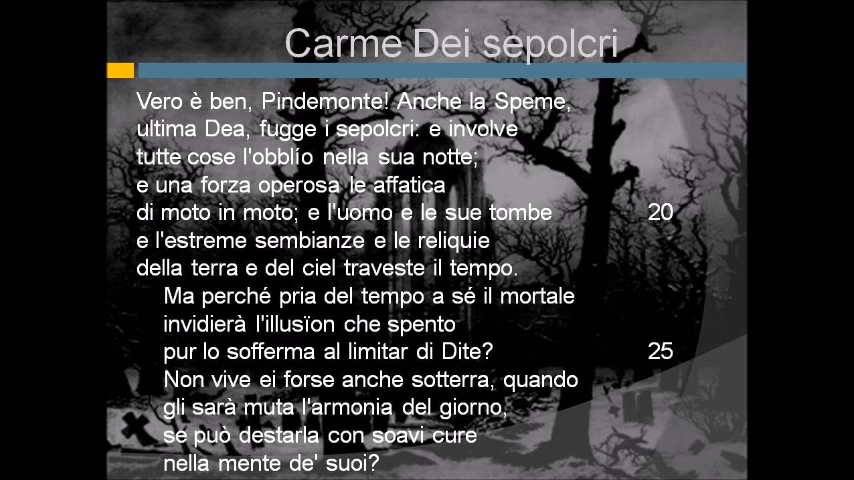 Carme Dei sepolcri
Vero è ben, Pindemonte! Anche la Speme,
ultima Dea, fugge i sepolcri: e involve
tutte cose l'obblío nella sua notte;
e una forza operosa le affatica
di moto in moto; e l'uomo e le sue tombe 20
e l'estreme sembianze e le reliquie
della terra e del ciel traveste il tempo.
Ma perché pria del tempo a sé il mortale
invidierà l'illusïon che spento
pur lo sofferma al limitar di Dite? 25
Non vive ei forse anche sotterra, quando
gli sarà muta l'armonia del giorno,
se può destarla con soavi cure
nella mente de' suoi?